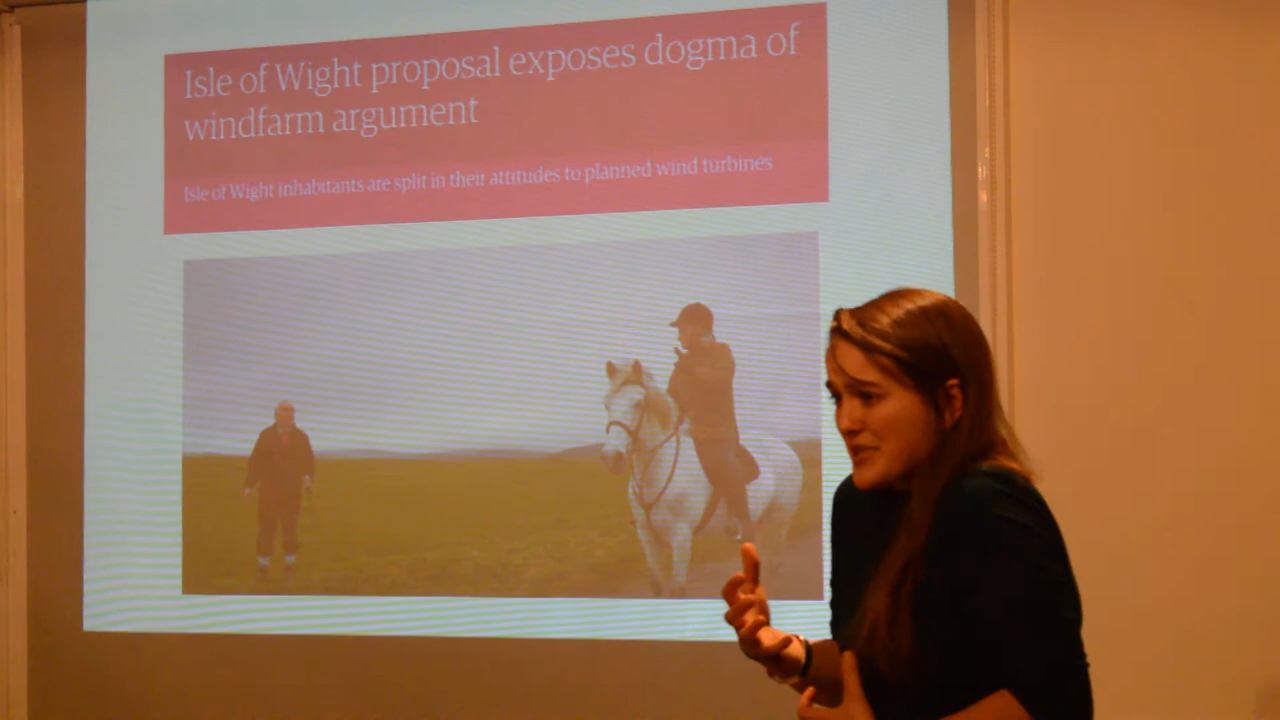 Isle of Wight proposal exposes dogma of
windfarm argument
Isle of Wight inhabitants are split in their attitudes to planned wind turbines